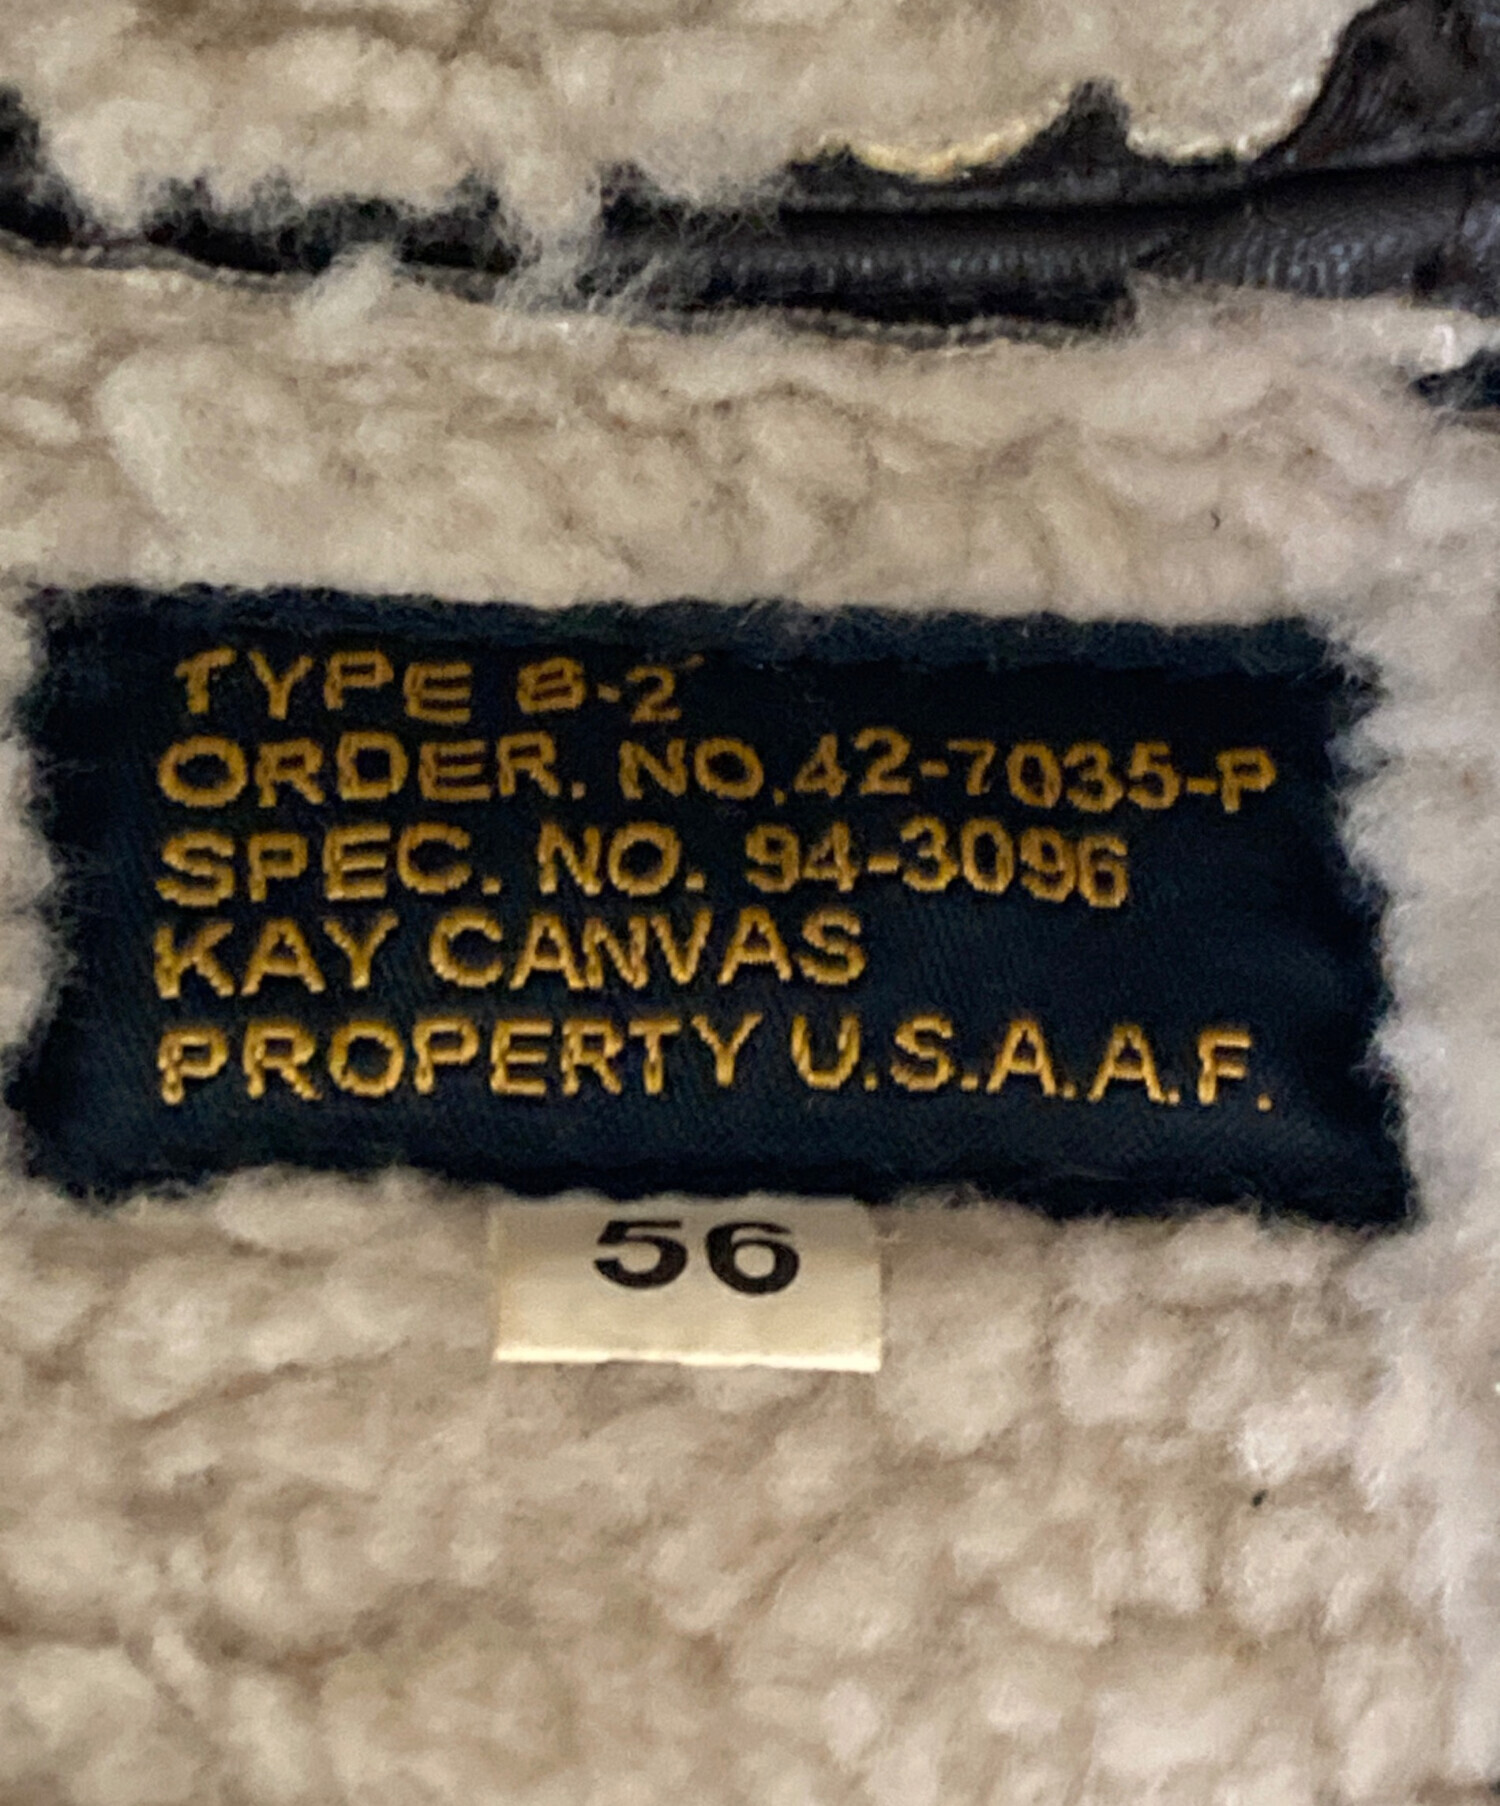 TYPE B-2
ORDER. NO.42-7035-P
SPEC. NO. 94-3096
KAY CANVAS
PROPERTY U.S.A.A.F.
56